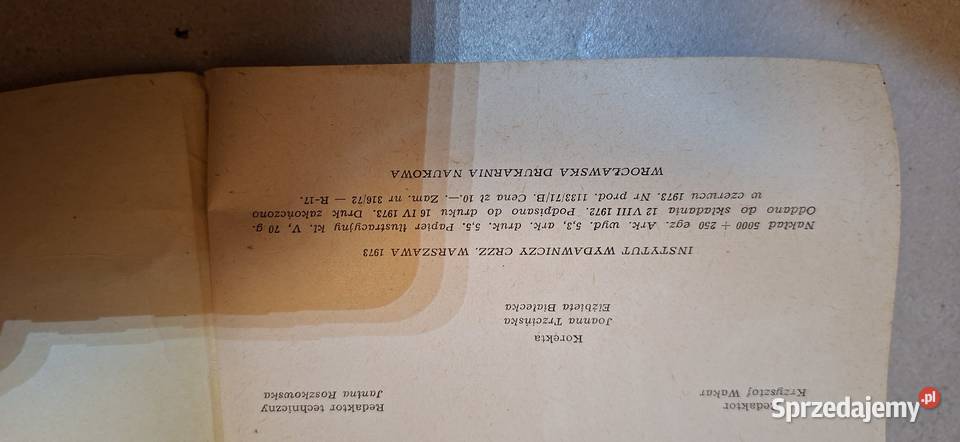 Redaktor
Krzysztof Wakar
Redaktor techniczny
Janina Roszkowska
Korekta
Joanna Trzcińska
Elżbieta Białecka
INSTYTUT WYDAWNICZY CRZZ. WARSZAWA 1973
Nakład 5000 + 250 egz. Ark. wyd. 5,3, ark. druk. 5,5. Papier ilustracyjny kl. V, 70 g.
Oddano do składania 12 VIII 1972. Podpisano do druku 16 IV 1973. Druk zakończono
w czerwcu 1973. Nr prod. 1133/71/B. Cena zł 10.—. Zam. nr 316/72 — R-17.
WROCŁAWSKA DRUKARNIA NAUKOWA
Sprzedajemy.pl